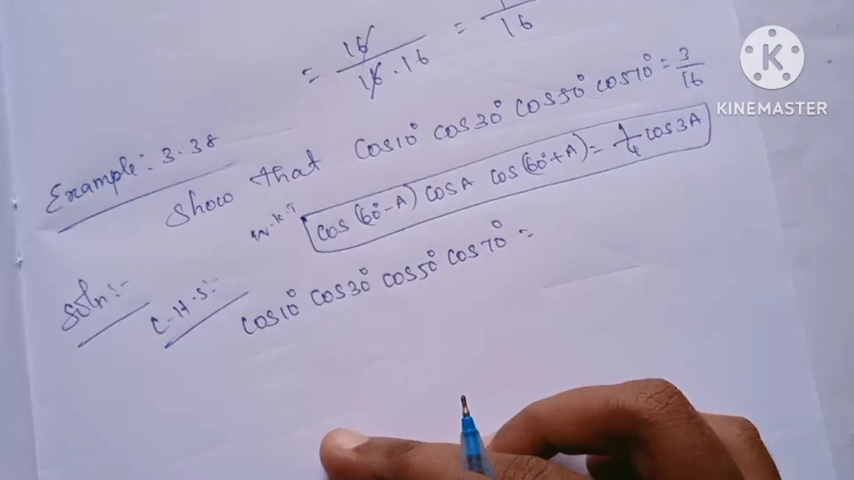 = 16 / 16 . 16 = 1 / 16
Example: 3.38
Show that cos10° cos30° cos50° cos70° = 3/16
W.K.T cos(60°-A) cosA cos(60°+A) = 1/4 cos3A
Soln:-
L.H.S:-
cos10° cos30° cos50° cos70° =
K
KINEMASTER